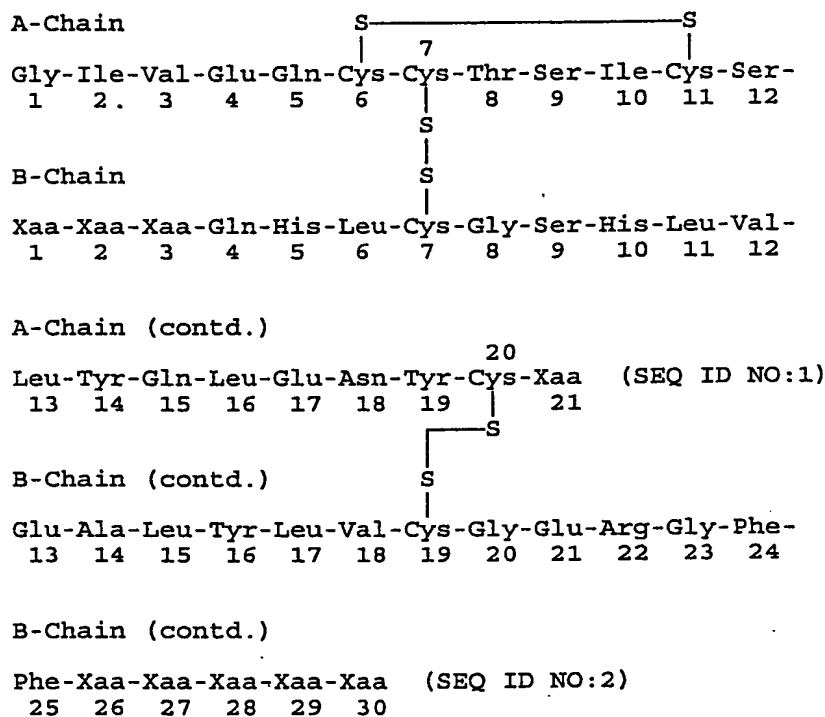 A-Chain
S S
7
Gly-Ile-Val-Glu-Gln-Cys-Cys-Thr-Ser-Ile-Cys-Ser-
1 2 . 3 4 5 6 8 9 10 11 12
S
S
B-Chain
Xaa-Xaa-Xaa-Gln-His-Leu-Cys-Gly-Ser-His-Leu-Val-
1 2 3 4 5 6 7 8 9 10 11 12
A-Chain (contd.)
20
Leu-Tyr-Gln-Leu-Glu-Asn-Tyr-Cys-Xaa (SEQ ID NO:1)
13 14 15 16 17 18 19 21
S
S
B-Chain (contd.)
Glu-Ala-Leu-Tyr-Leu-Val-Cys-Gly-Glu-Arg-Gly-Phe-
13 14 15 16 17 18 19 20 21 22 23 24
B-Chain (contd.)
Phe-Xaa-Xaa-Xaa-Xaa-Xaa (SEQ ID NO:2)
25 26 27 28 29 30